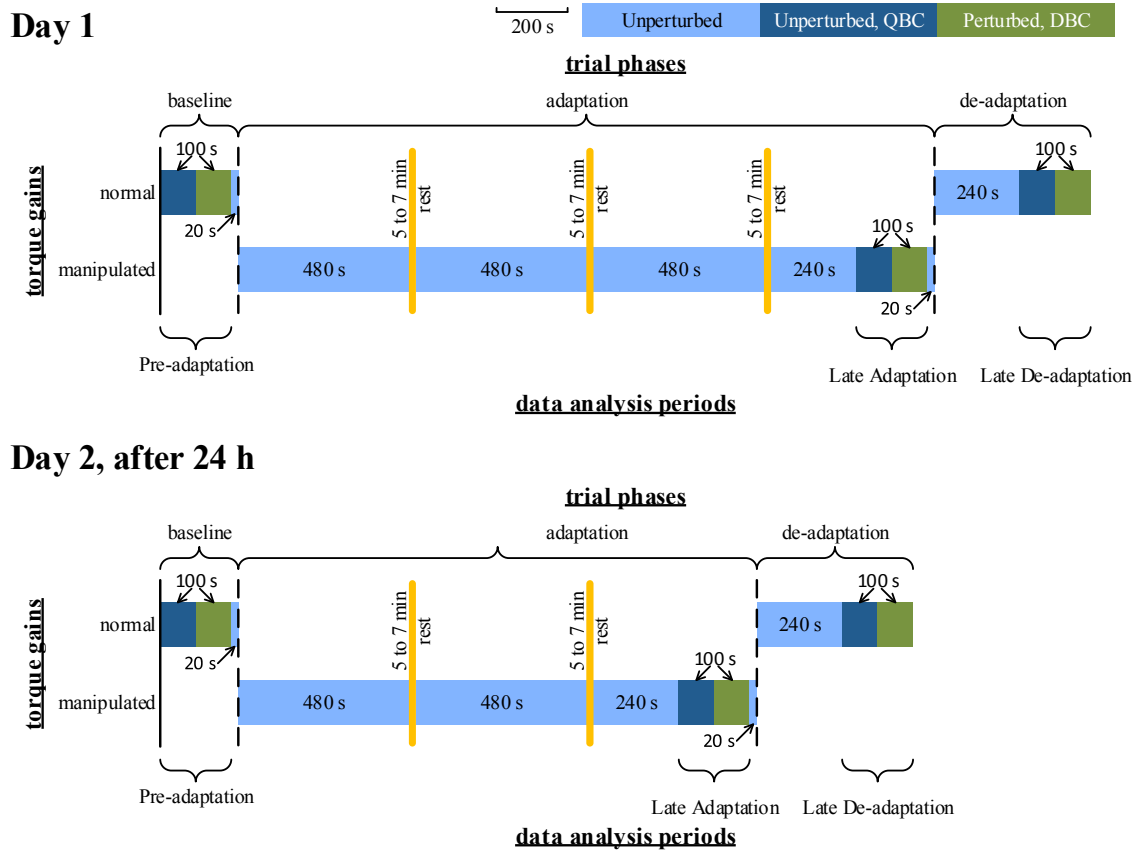 Day 1
200 s
Unperturbed
Unperturbed, QBC
Perturbed, DBC
trial phases
baseline
adaptation
de-adaptation
torque gains
normal
manipulated
100 s
20 s
5 to 7 min
rest
5 to 7 min
rest
5 to 7 min
rest
240 s
100 s
480 s
480 s
480 s
240 s
100 s
20 s
Pre-adaptation
Late Adaptation
Late De-adaptation
data analysis periods
Day 2, after 24 h
trial phases
baseline
adaptation
de-adaptation
torque gains
normal
manipulated
100 s
20 s
5 to 7 min
rest
5 to 7 min
rest
240 s
100 s
480 s
480 s
240 s
100 s
20 s
Pre-adaptation
Late Adaptation
Late De-adaptation
data analysis periods